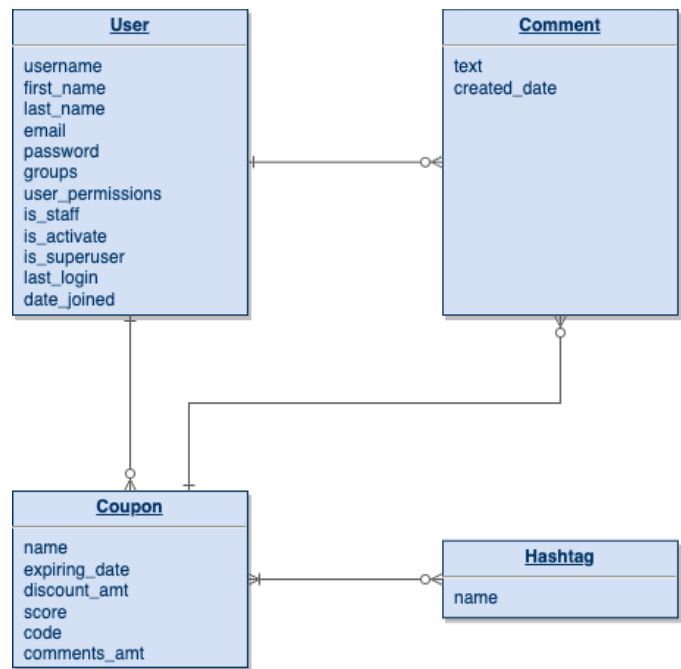 User
username
first_name
last_name
email
password
groups
user_permissions
is_staff
is_activate
is_superuser
last_login
date_joined
Comment
text
created_date
Coupon
name
expiring_date
discount_amt
score
code
comments_amt
Hashtag
name